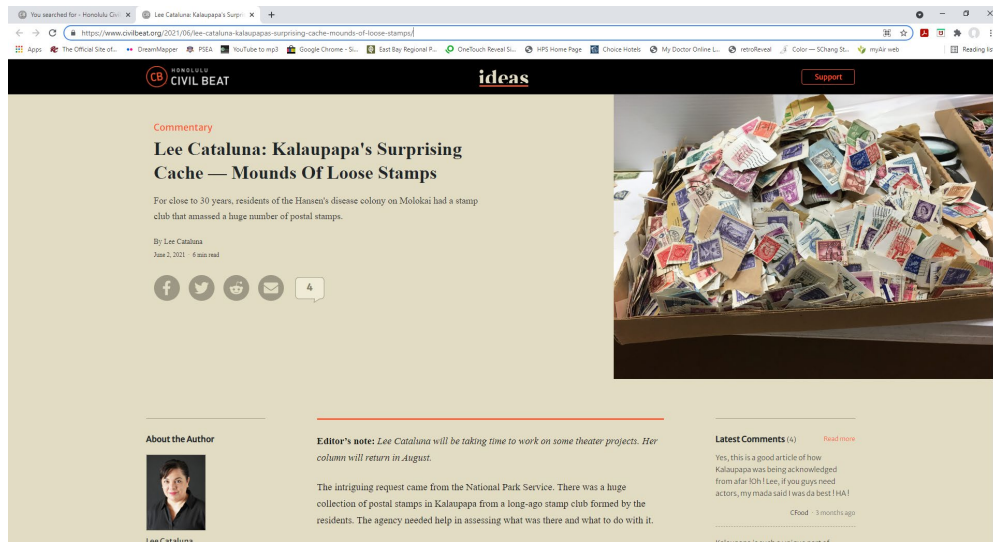 You searched for - Honolulu Civi
Lee Cataluna: Kalaupapa's Surpr
https://www.civilbeat.org/2021/06/lee-cataluna-kalaupapas-surprising-cache-mounds-of-loose-stamps/
Apps
The Official Site of...
DreamMapper
PSEA
YouTube to mp3
Google Chrome - Si...
East Bay Regional P...
OneTouch Reveal Si...
HPS Home Page
Choice Hotels
My Doctor Online L...
retroReveal
Color — SChang St...
myAir web
Reading lis
CB HONOLULU
CIVIL BEAT
ideas
Support
Commentary
Lee Cataluna: Kalaupapa's Surprising
Cache — Mounds Of Loose Stamps
For close to 30 years, residents of the Hansen's disease colony on Molokai had a stamp
club that amassed a huge number of postal stamps.
By Lee Cataluna
June 2, 2021 · 6 min read
4
About the Author
Lee Cataluna
Editor's note: Lee Cataluna will be taking time to work on some theater projects. Her
column will return in August.
The intriguing request came from the National Park Service. There was a huge
collection of postal stamps in Kalaupapa from a long-ago stamp club formed by the
residents. The agency needed help in assessing what was there and what to do with it.
Latest Comments (4)
Read more
Yes, this is a good article of how
Kalaupapa was being acknowledged
from afar !Oh ! Lee, if you guys need
actors, my mada said I was da best ! HA !
CFood · 3 months ago